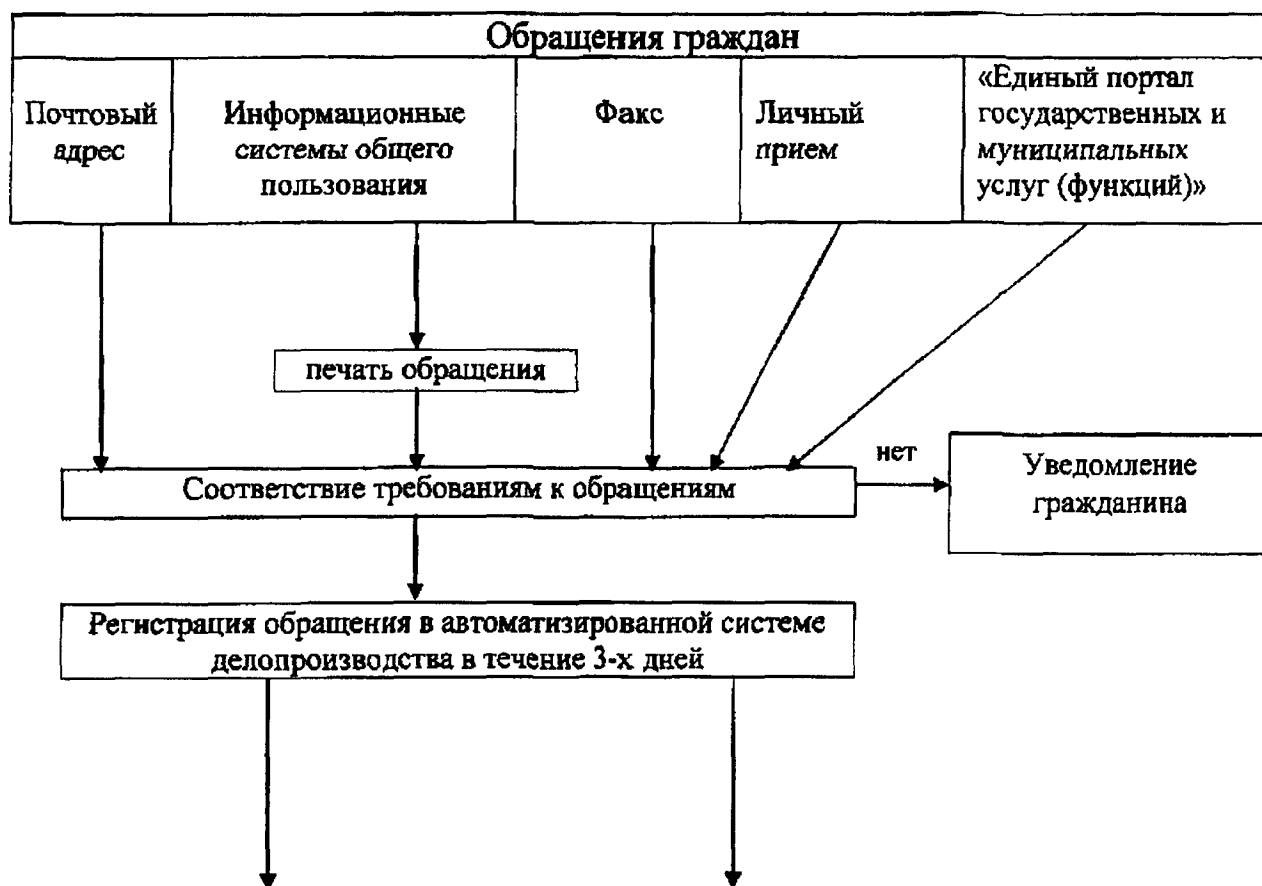 Обращения граждан
Почтовый
адрес
Информационные
системы общего
пользования
Факс
Личный
прием
«Единый портал
государственных и
муниципальных
услуг (функций)»
печать обращения
нет
Соответствие требованиям к обращениям
Уведомление
гражданина
Регистрация обращения в автоматизированной системе
делопроизводства в течение 3-х дней